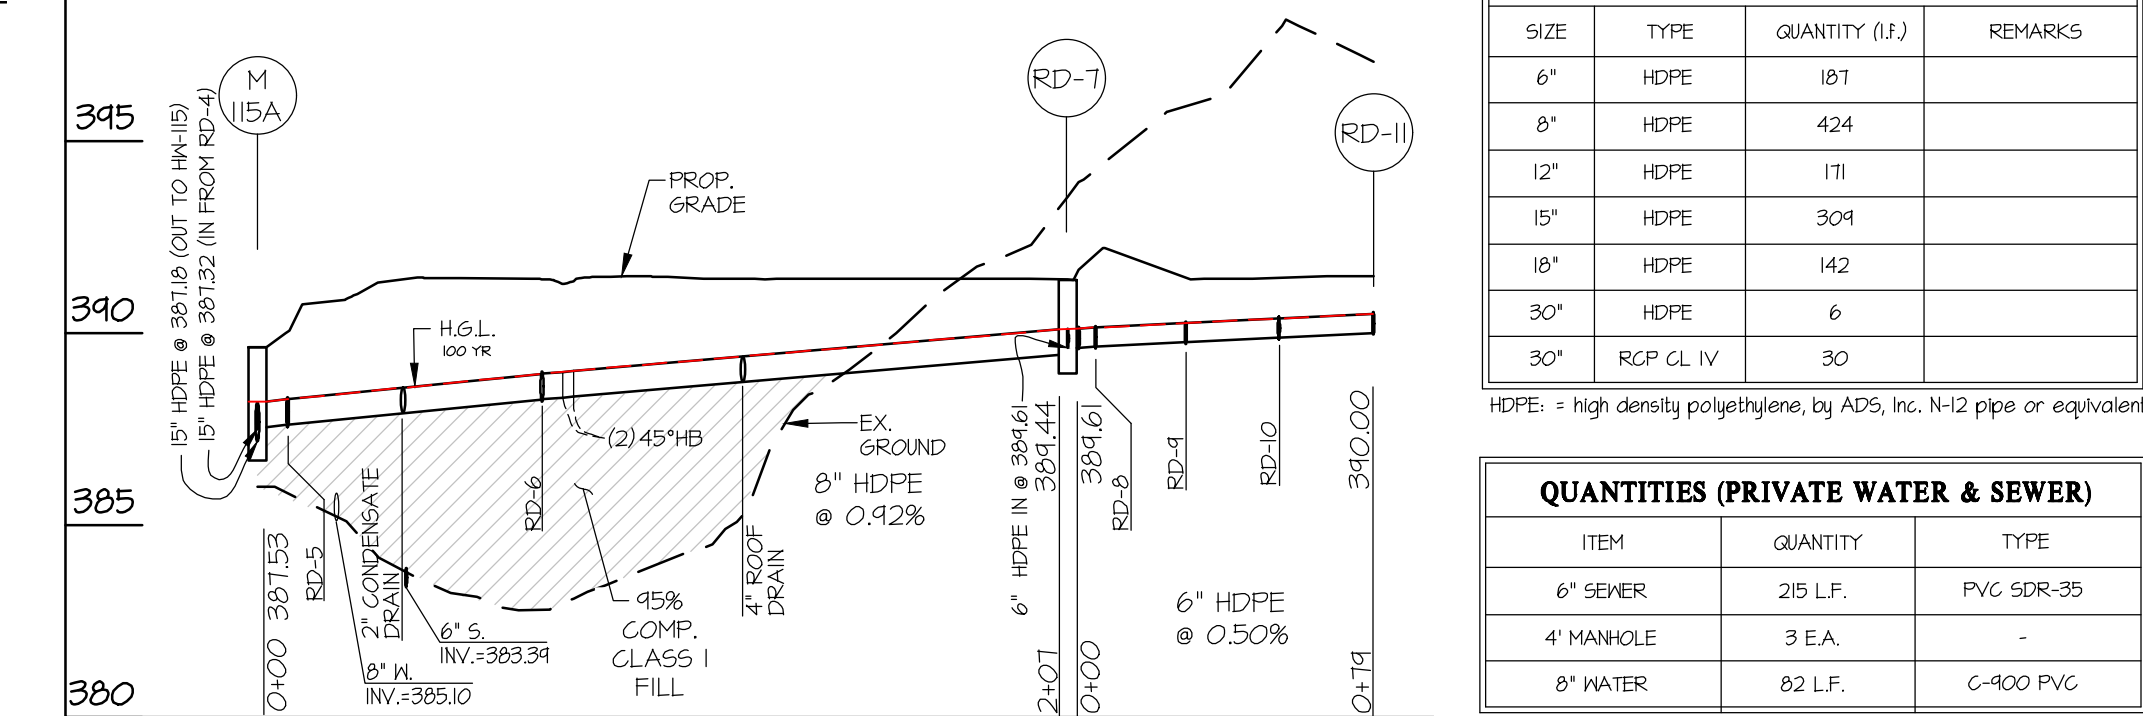 395
390
385
380
15" HDPE @ 387.18 (OUT TO HW-115)
15" HDPE @ 387.32 (IN FROM RD-4)
M
115A
PROP.
GRADE
H.G.L.
100 YR
RD-7
RD-11
(2) 45°HB
EX.
GROUND
8" HDPE
@ 0.92%
0+00 387.53
RD-5
2" CONDENSATE
DRAIN
RD-6
4" ROOF
DRAIN
6" S.
INV.=383.39
8" W.
INV.=385.10
95%
COMP.
CLASS 1
FILL
6" HDPE IN @ 389.61
2+07 389.44
0+00 389.61
RD-8
RD-9
RD-10
6" HDPE
@ 0.50%
0+79 390.00
SIZE TYPE QUANTITY (l.f.) REMARKS
6" HDPE 187
8" HDPE 424
12" HDPE 171
15" HDPE 309
18" HDPE 142
30" HDPE 6
30" RCP CL IV 30
HDPE: = high density polyethylene, by ADS, Inc. N-12 pipe or equivalent
QUANTITIES (PRIVATE WATER & SEWER)
ITEM QUANTITY TYPE
6" SEWER 215 L.F. PVC SDR-35
4' MANHOLE 3 E.A. -
8" WATER 82 L.F. C-900 PVC